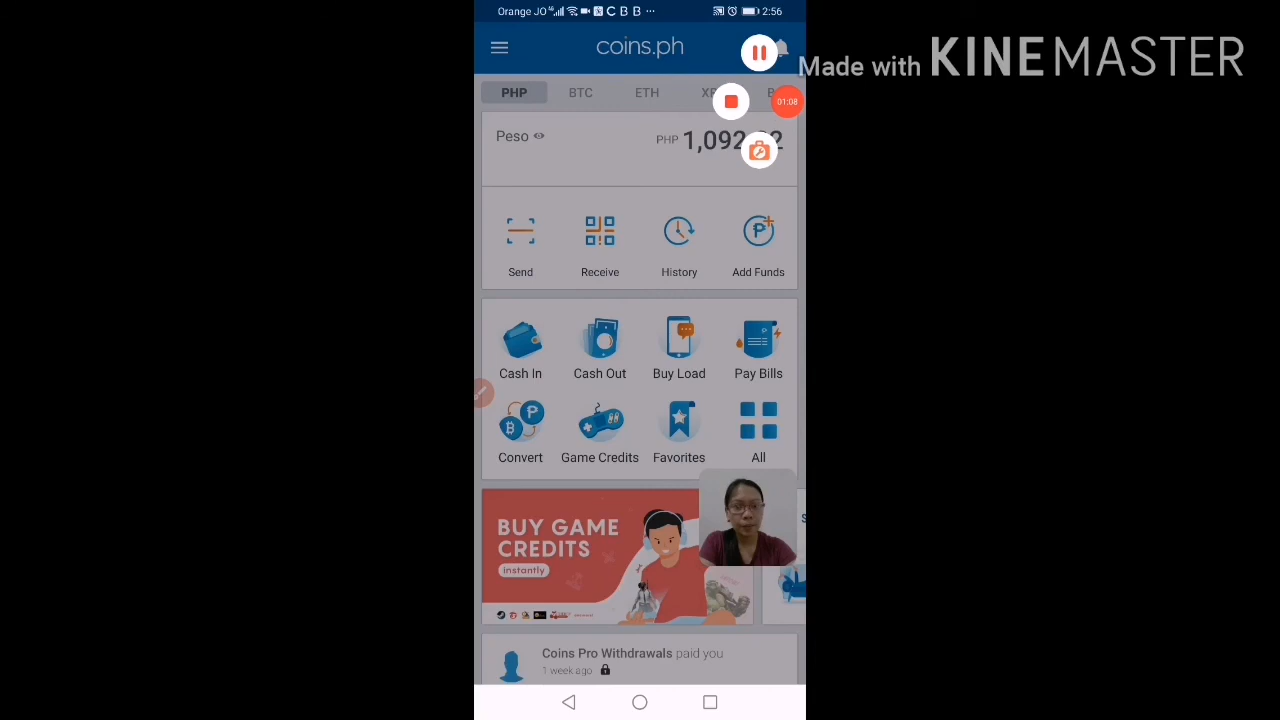 Orange JO 2:56
coins.ph
Made with KINEMASTER
PHP BTC ETH
01:08
Peso PHP
Send Receive History Add Funds
Cash In Cash Out Buy Load Pay Bills
Convert Game Credits Favorites All
BUY GAME
CREDITS
instantly
Coins Pro Withdrawals paid you
1 week ago